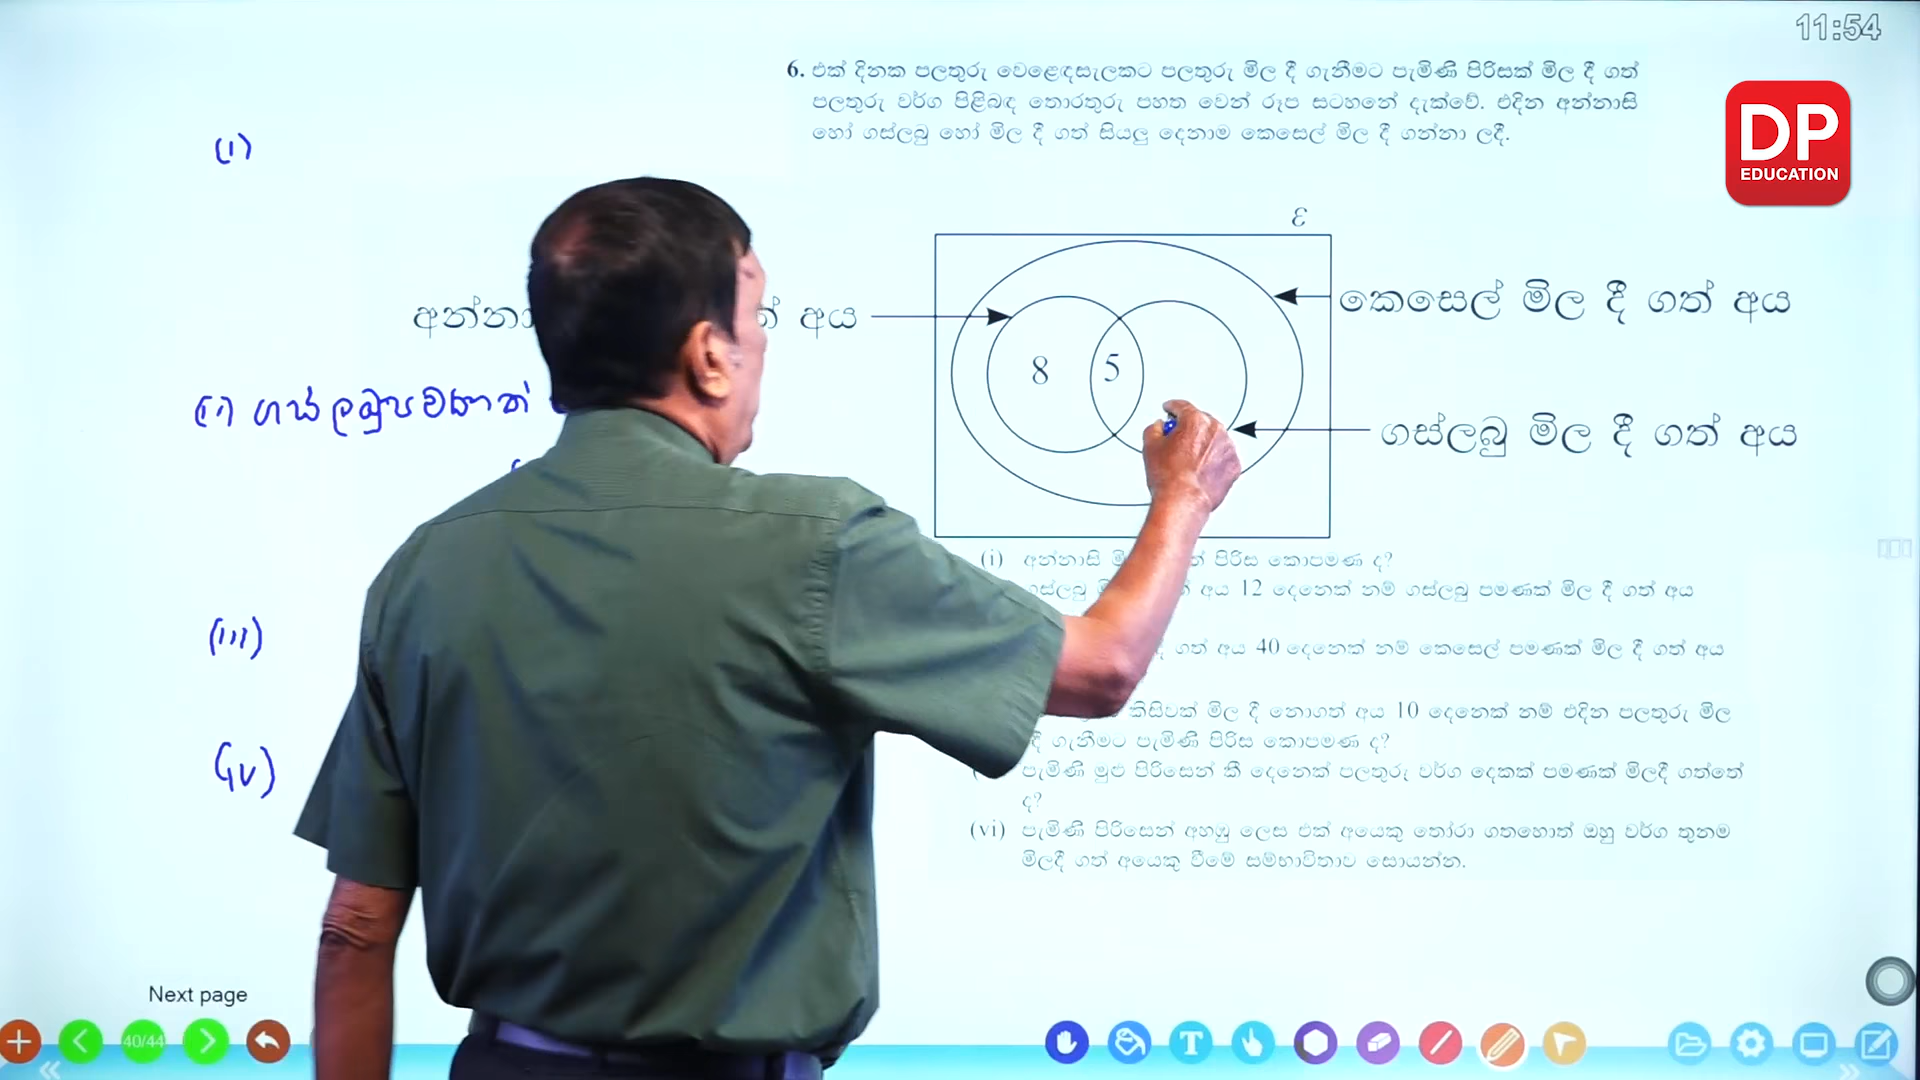 11:54
6. එක් දිනක පලතුරු වෙළෙඳසැලකට පලතුරු මිල දී ගැනීමට පැමිණි පිරිසක් මිල දී ගත්
පලතුරු වර්ග පිළිබඳ තොරතුරු පහත වෙන් රූප සටහනේ දැක්වේ. එදින අන්නාසි
හෝ ගස්ලබු හෝ මිල දී ගත් සියලු දෙනාම කෙසෙල් මිල දී ගන්නා ලදී.
DP
EDUCATION
(i)
ε
කෙසෙල් මිල දී ගත් අය
අය
8 5
ගස්ලබු මිල දී ගත් අය
(i) අන්නාසි පිරිස කොපමණ ද?
ගස්ලබු අය 12 දෙනෙක් නම් ගස්ලබු පමණක් මිල දී ගත් අය
(iii)
ගත් අය 40 දෙනෙක් නම් කෙසෙල් පමණක් මිල දී ගත් අය
කිසිවක් මිල දී නොගත් අය 10 දෙනෙක් නම් එදින පලතුරු මිල
දී ගැනීමට පැමිණි පිරිස කොපමණ ද?
(iv)
පැමිණි මුළු පිරිසෙන් කී දෙනෙක් පලතුරු වර්ග දෙකක් පමණක් මිලදී ගත්තේ
ද?
(vi) පැමිණි පිරිසෙන් අහඹු ලෙස එක් අයෙකු තෝරා ගතහොත් ඔහු වර්ග තුනම
මිලදී ගත් අයෙකු වීමේ සම්භාවිතාව සොයන්න.
Next page
40/44
T